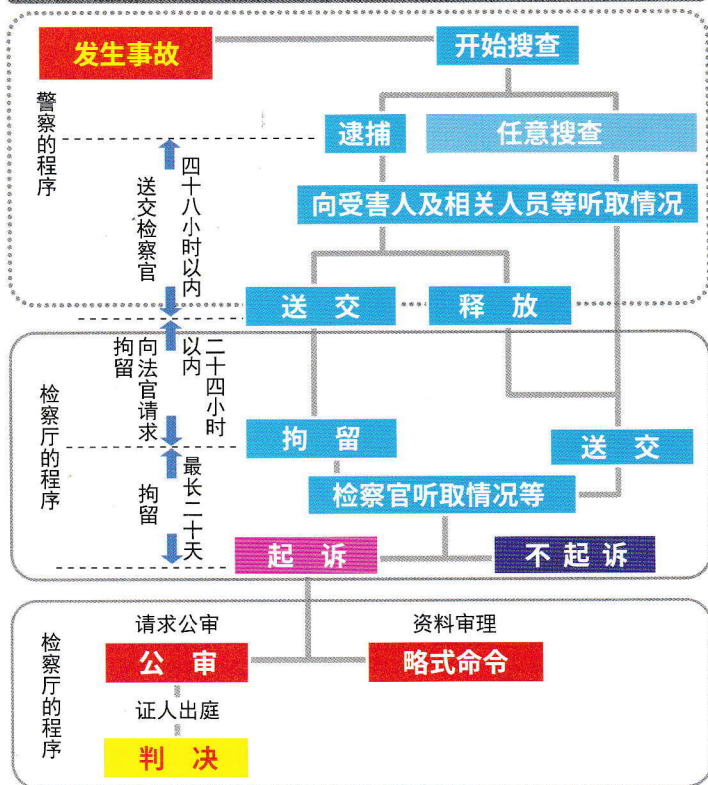 发生事故
开始搜查
警察的程序
逮捕
任意搜查
四十八小时以内
送交检察官
向受害人及相关人员等听取情况
送 交
释 放
检察厅的程序
二十四小时
以内
向法官请求
拘留
拘 留
送 交
最长二十天
拘留
检察官听取情况等
起 诉
不 起 诉
检察厅的程序
请求公审
资料审理
公 审
略式命令
证人出庭
判 决